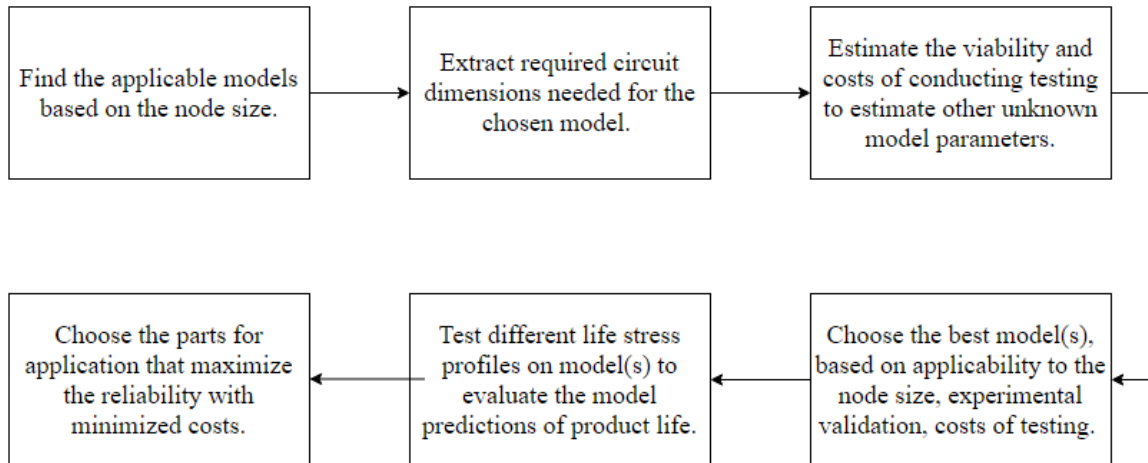 Find the applicable models
based on the node size.
Extract required circuit
dimensions needed for the
chosen model.
Estimate the viability and
costs of conducting testing
to estimate other unknown
model parameters.
Choose the best model(s),
based on applicability to the
node size, experimental
validation, costs of testing.
Test different life stress
profiles on model(s) to
evaluate the model
predictions of product life.
Choose the parts for
application that maximize
the reliability with
minimized costs.